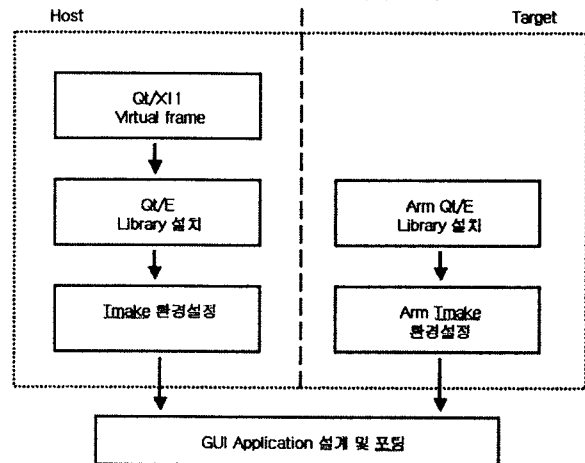 Host
Target
Qt/X11
Virtual frame
Qt/E
Library 설치
Arm Qt/E
Library 설치
Tmake 환경설정
Arm Tmake
환경설정
GUI Application 설계 및 포팅